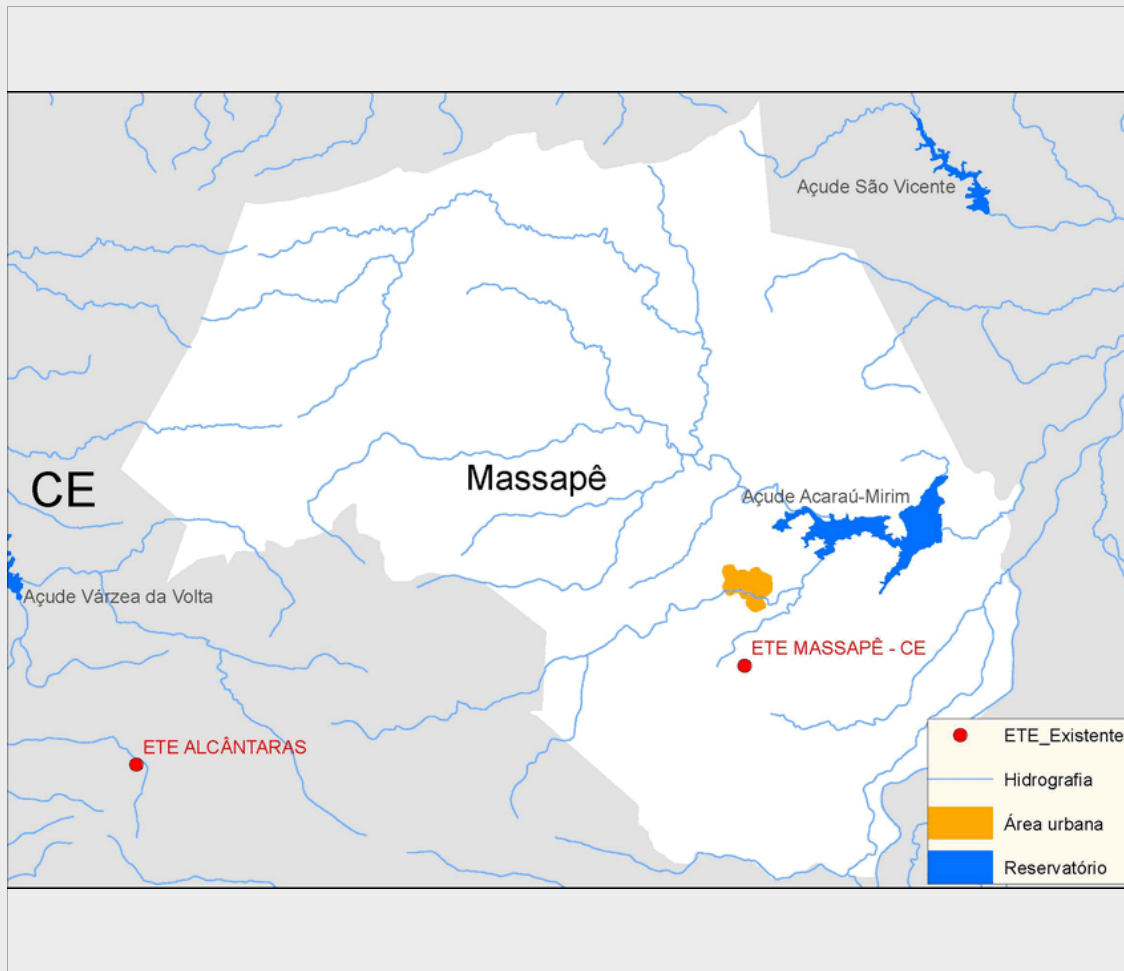 Açude São Vicente
CE
Massapê
Açude Acaraú-Mirim
Açude Várzea da Volta
ETE MASSAPÊ - CE
ETE ALCÂNTARAS
ETE_Existente
Hidrografia
Área urbana
Reservatório